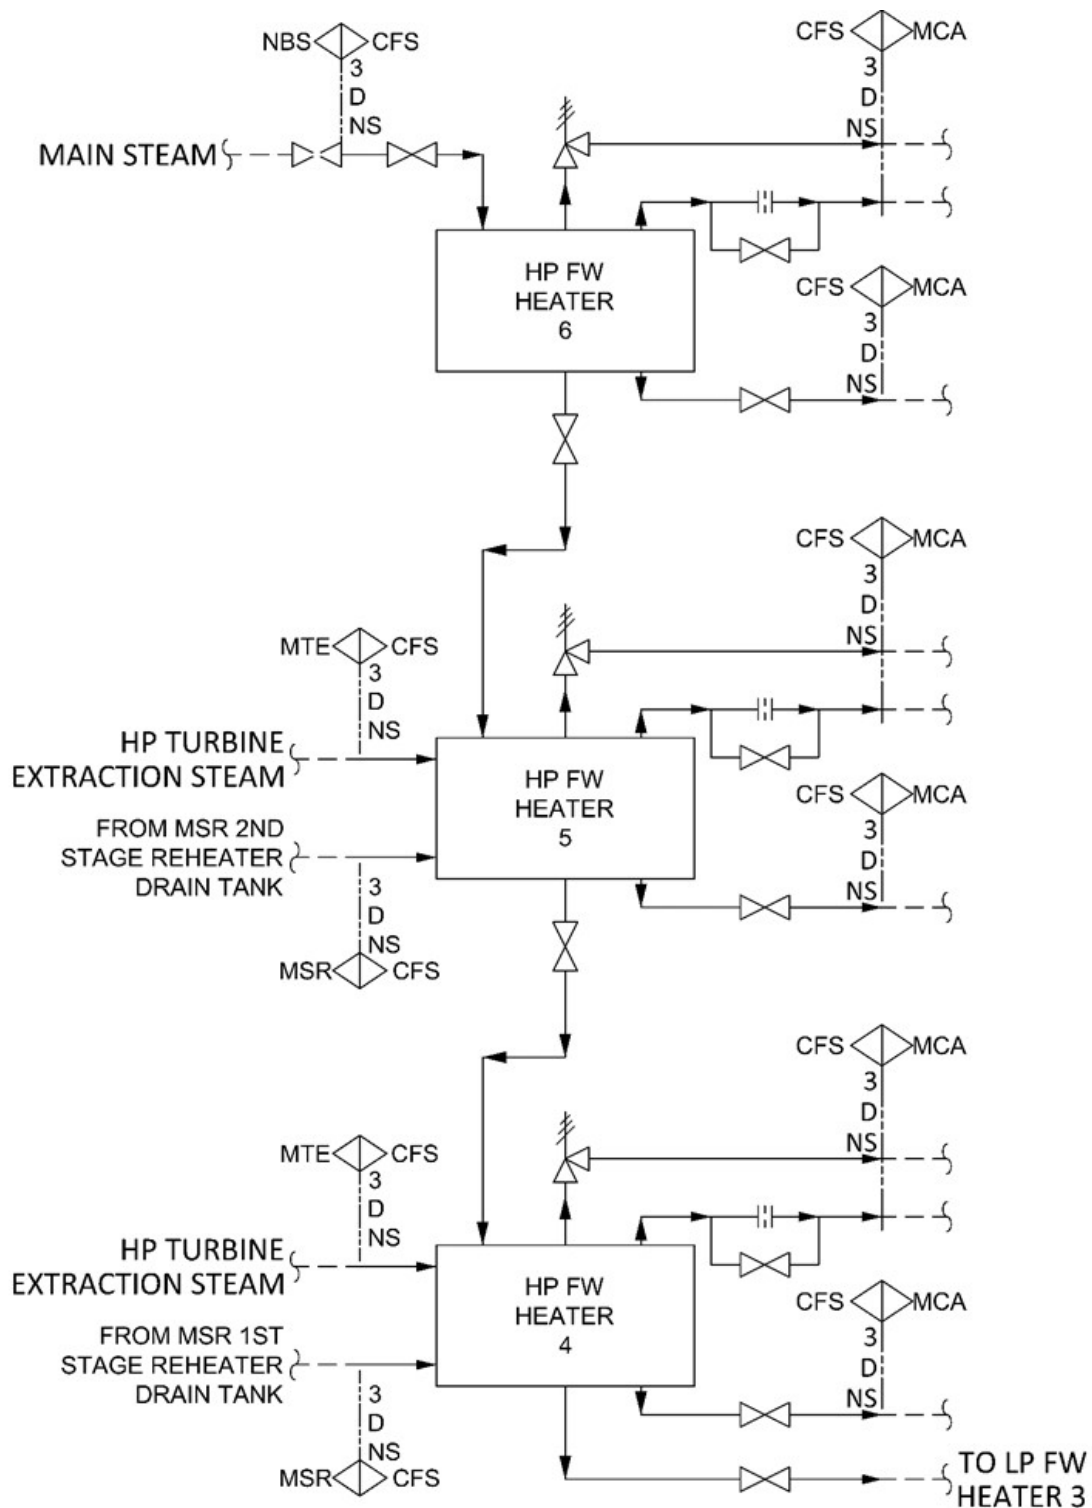 NBS CFS
3
D
NS
MAIN STEAM
CFS MCA
3
D
NS
HP FW
HEATER
6
CFS MCA
3
D
NS
CFS MCA
3
D
NS
MTE CFS
3
D
NS
HP TURBINE
EXTRACTION STEAM
FROM MSR 2ND
STAGE REHEATER
DRAIN TANK
3
D
NS
MSR CFS
HP FW
HEATER
5
CFS MCA
3
D
NS
CFS MCA
3
D
NS
MTE CFS
3
D
NS
HP TURBINE
EXTRACTION STEAM
FROM MSR 1ST
STAGE REHEATER
DRAIN TANK
3
D
NS
MSR CFS
HP FW
HEATER
4
CFS MCA
3
D
NS
TO LP FW
HEATER 3